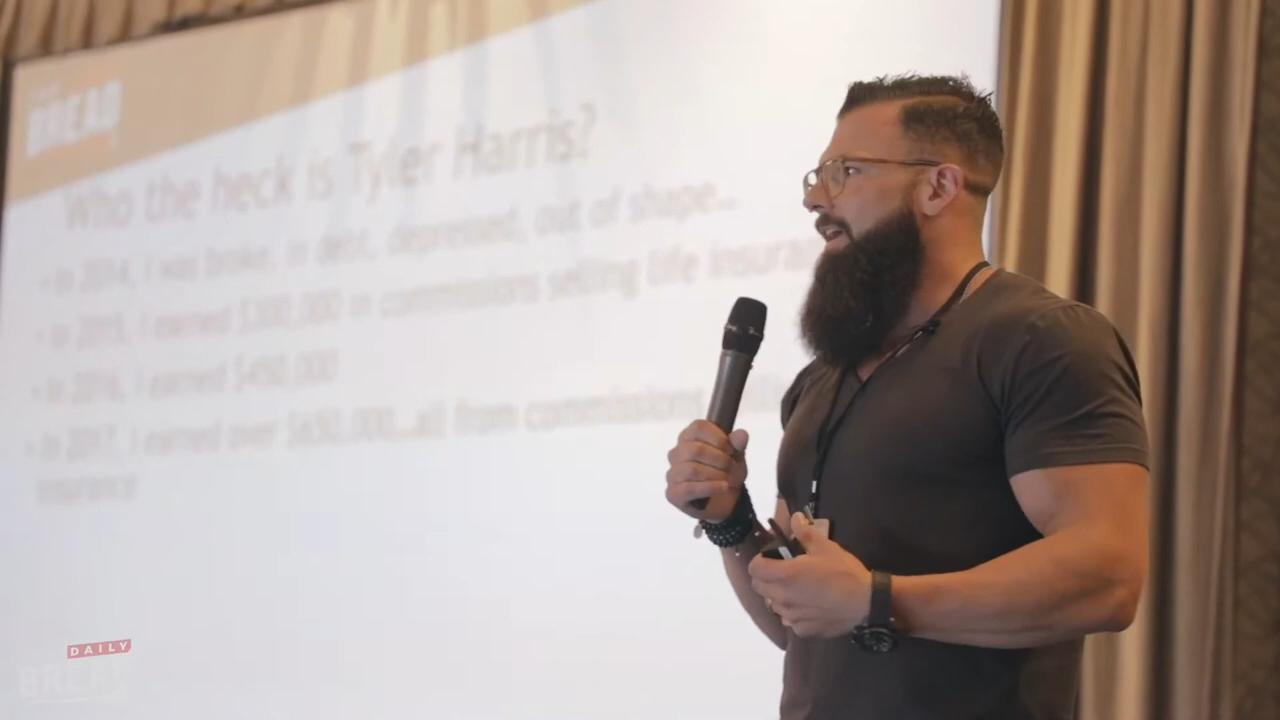 BREAD
Who the heck is Tyler Harris?
• In 2014, I was broke, in debt, depressed, out of shape...
• In 2015, I earned $200,000 in commissions selling life
• In 2016, I earned $450,000
• In 2017, I earned over $650,000...all from commissions
insurance
DAILY
BREAD